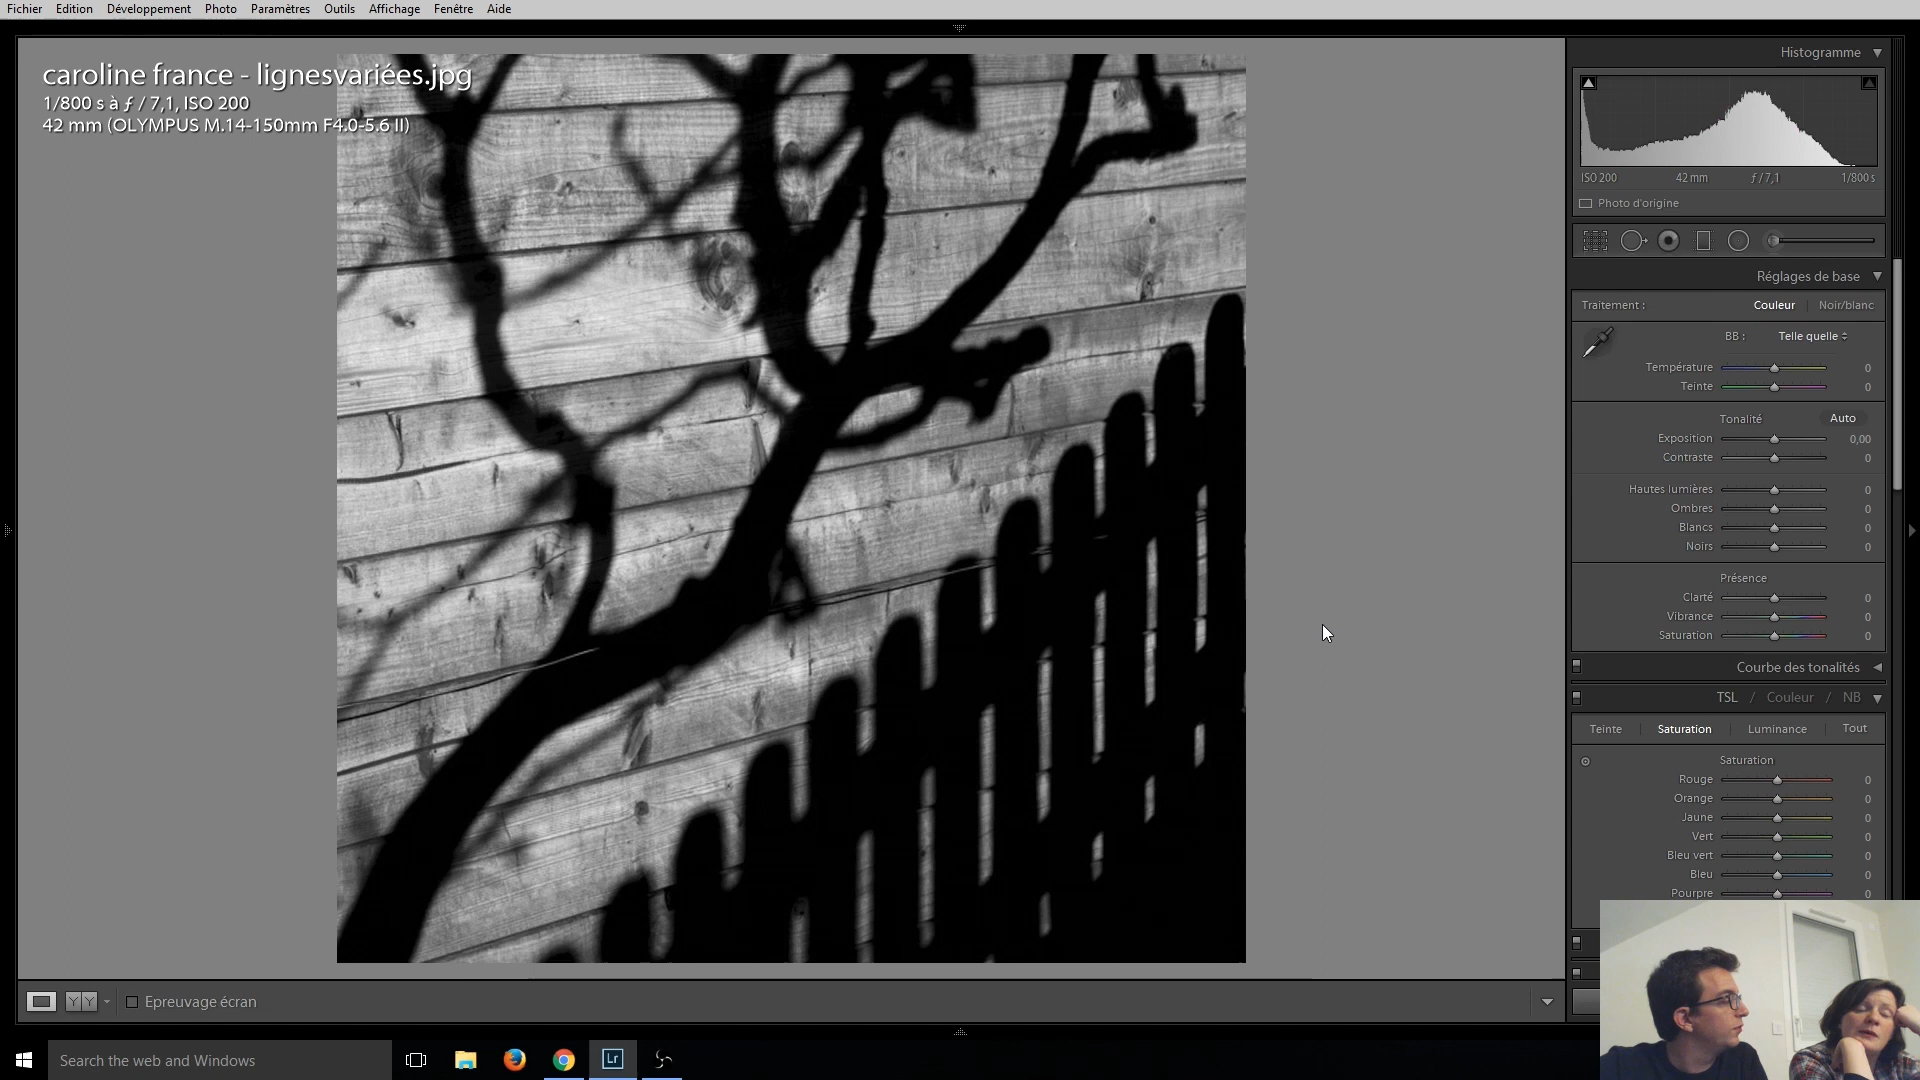 Fichier Edition Développement Photo Paramètres Outils Affichage Fenêtre Aide
caroline france - lignesvariées.jpg
1/800 s à ƒ / 7,1, ISO 200
42 mm (OLYMPUS M.14-150mm F4.0-5.6 II)
Histogramme
ISO 200 42 mm ƒ / 7,1 1/800 s
Photo d'origine
Réglages de base
Traitement : Couleur Noir/blanc
BB : Telle quelle
Température 0
Teinte 0
Tonalité Auto
Exposition 0,00
Contraste 0
Hautes lumières 0
Ombres 0
Blancs 0
Noirs 0
Présence
Clarté 0
Vibrance 0
Saturation 0
Courbe des tonalités
TSL / Couleur / NB
Teinte Saturation Luminance Tout
Saturation
Rouge 0
Orange 0
Jaune 0
Vert 0
Bleu vert 0
Bleu 0
Pourpre 0
Y Y Epreuvage écran
Search the web and Windows
Lr